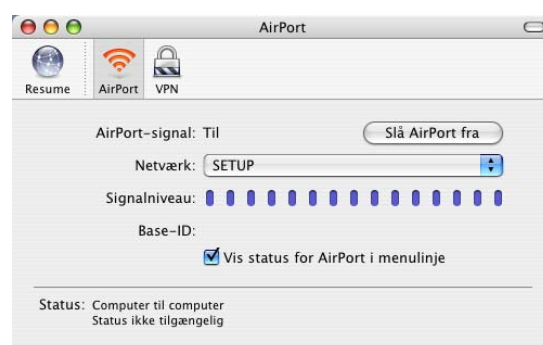 AirPort
Resume AirPort VPN
AirPort-signal: Til Slå AirPort fra
Netværk: SETUP
Signalniveau:
Base-ID:
Vis status for AirPort i menulinje
Status: Computer til computer
Status ikke tilgængelig